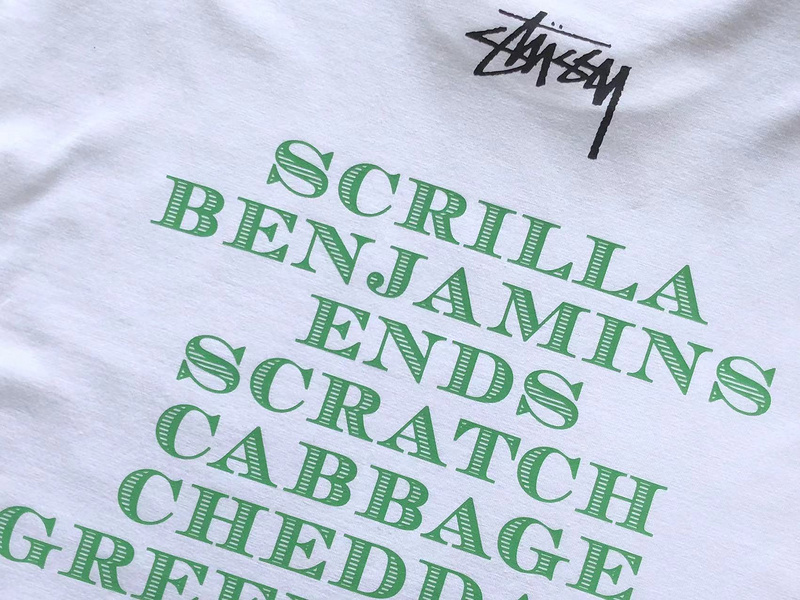 Stüssy
SCRILLA
BENJAMINS
ENDS
SCRATCH
CABBAGE